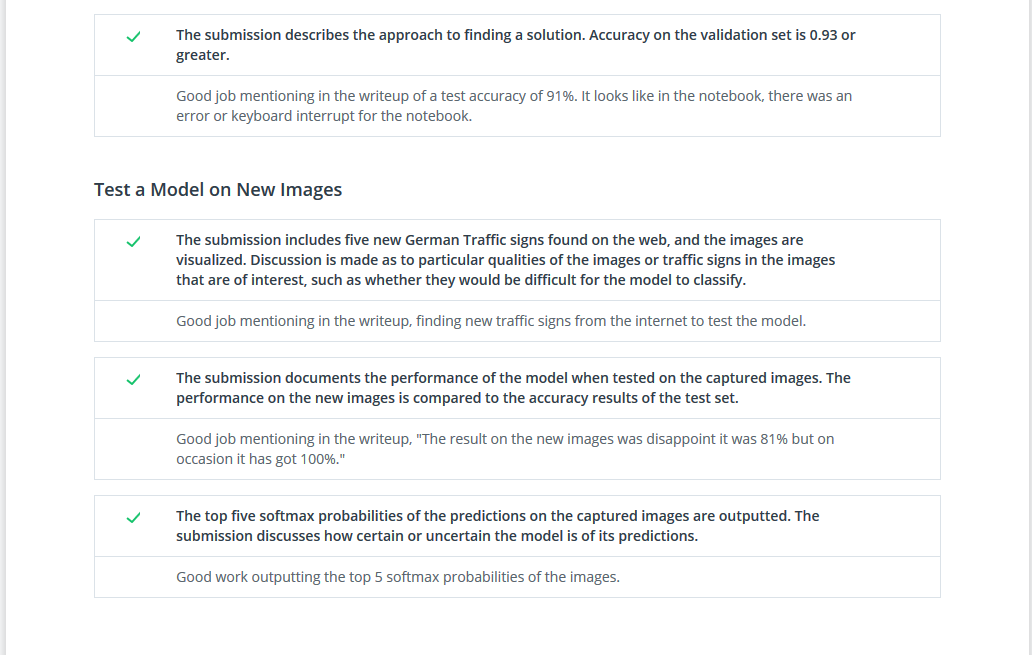 The submission describes the approach to finding a solution. Accuracy on the validation set is 0.93 or
greater.
Good job mentioning in the writeup of a test accuracy of 91%. It looks like in the notebook, there was an
error or keyboard interrupt for the notebook.
Test a Model on New Images
The submission includes five new German Traffic signs found on the web, and the images are
visualized. Discussion is made as to particular qualities of the images or traffic signs in the images
that are of interest, such as whether they would be difficult for the model to classify.
Good job mentioning in the writeup, finding new traffic signs from the internet to test the model.
The submission documents the performance of the model when tested on the captured images. The
performance on the new images is compared to the accuracy results of the test set.
Good job mentioning in the writeup, "The result on the new images was disappoint it was 81% but on
occasion it has got 100%."
The top five softmax probabilities of the predictions on the captured images are outputted. The
submission discusses how certain or uncertain the model is of its predictions.
Good work outputting the top 5 softmax probabilities of the images.